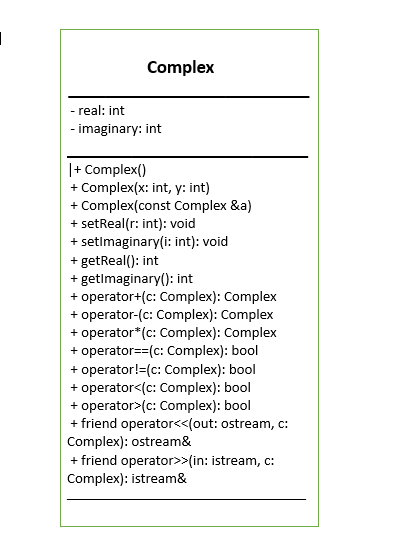 Complex
- real: int
- imaginary: int
+ Complex()
+ Complex(x: int, y: int)
+ Complex(const Complex &a)
+ setReal(r: int): void
+ setImaginary(i: int): void
+ getReal(): int
+ getImaginary(): int
+ operator+(c: Complex): Complex
+ operator-(c: Complex): Complex
+ operator*(c: Complex): Complex
+ operator==(c: Complex): bool
+ operator!=(c: Complex): bool
+ operator<(c: Complex): bool
+ operator>(c: Complex): bool
+ friend operator<<(out: ostream, c:
Complex): ostream&
+ friend operator>>(in: istream, c:
Complex): istream&